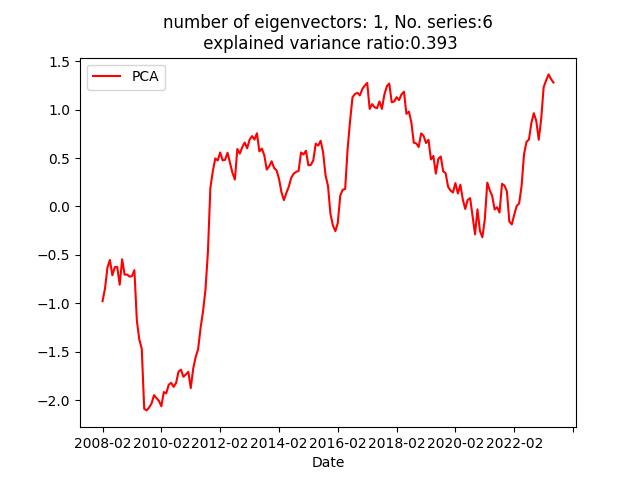 number of eigenvectors: 1, No. series:6
explained variance ratio:0.393
1.5
1.0
0.5
0.0
−0.5
−1.0
−1.5
−2.0
PCA
2008-02 2010-02 2012-02 2014-02 2016-02 2018-02 2020-02 2022-02
Date